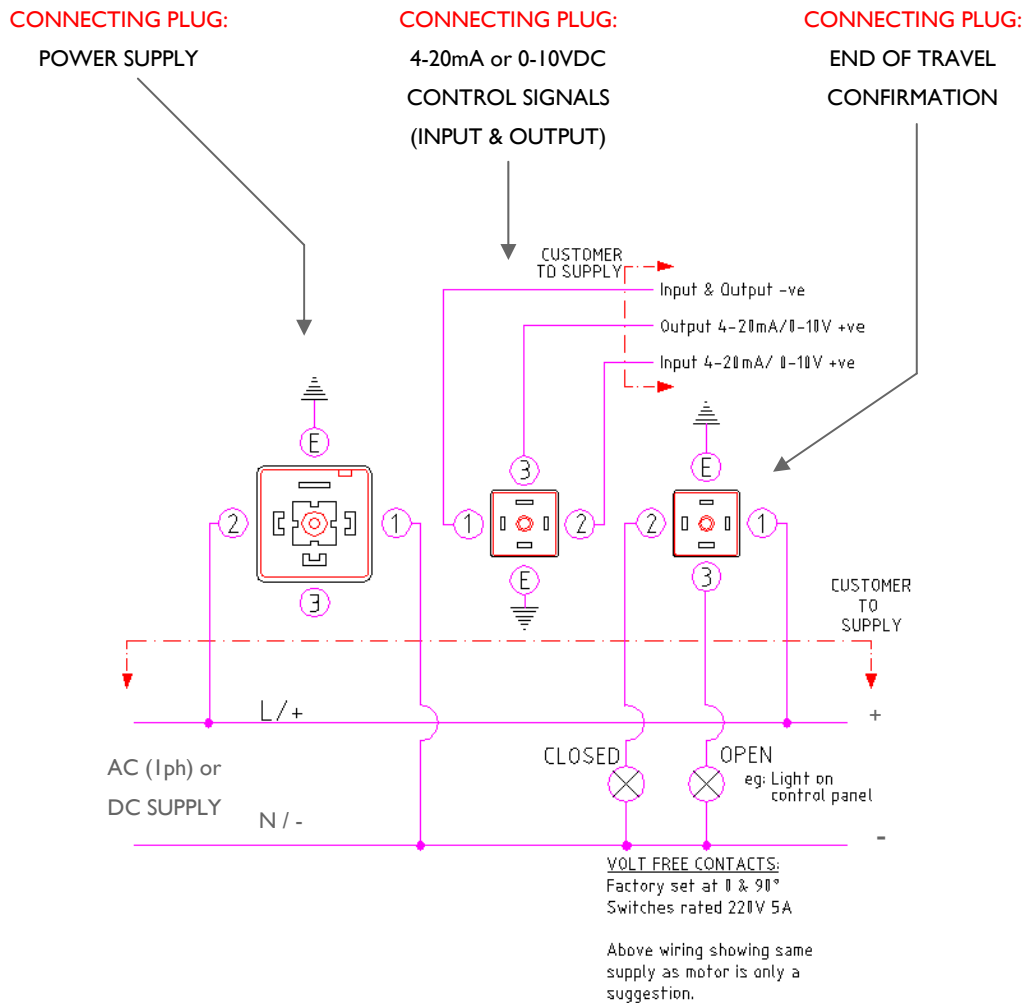 CONNECTING PLUG:
POWER SUPPLY
CONNECTING PLUG:
4-20mA or 0-10VDC
CONTROL SIGNALS
(INPUT & OUTPUT)
CONNECTING PLUG:
END OF TRAVEL
CONFIRMATION
CUSTOMER
TO SUPPLY
Input & Output -ve
Output 4-20mA/0-10V +ve
Input 4-20mA/ 0-10V +ve
E
2
1
3
3
1
2
E
E
2
1
3
CUSTOMER
TO
SUPPLY
L/+
+
AC (1ph) or
DC SUPPLY
N / -
-
CLOSED
OPEN
eg: Light on
control panel
VOLT FREE CONTACTS:
Factory set at 0 & 90°
Switches rated 220V 5A
Above wiring showing same
supply as motor is only a
suggestion.